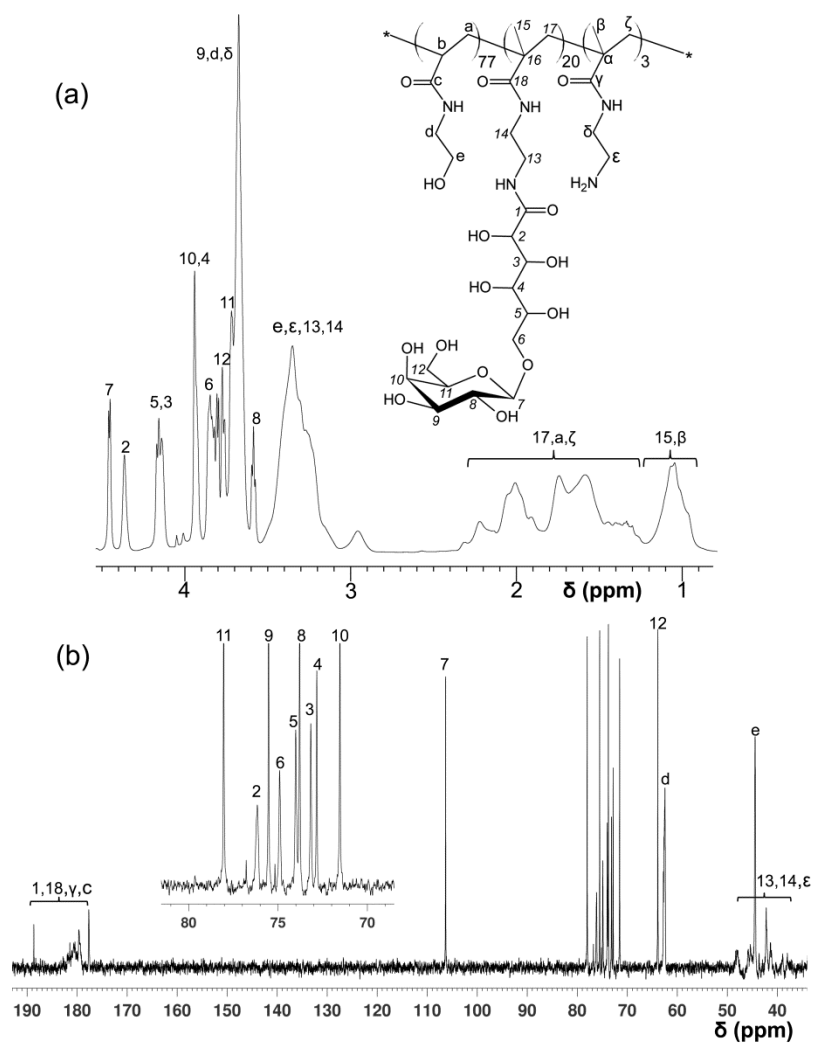 (a)
9,d,δ
10,4
11
12
6
5,3
7
2
8
e,ε,13,14
17,a,ζ
15,β
4
3
2
1
δ (ppm)
*
b
a
77
15
16
17
20
β
α
ζ
3
*
O
c
NH
d
e
HO
O
18
NH
14
13
HN
1
O
O
γ
NH
δ
ε
H₂N
HO
2
3
OH
HO
4
5
OH
6
O
OH
OH
12
10
11
O
HO
9
8
OH
7
(b)
11
9
8
10
4
3
5
6
2
80
75
70
7
12
e
d
1,18,γ,c
13,14,ε
190
180
170
160
150
140
130
120
110
100
90
80
70
60
50
40
δ (ppm)